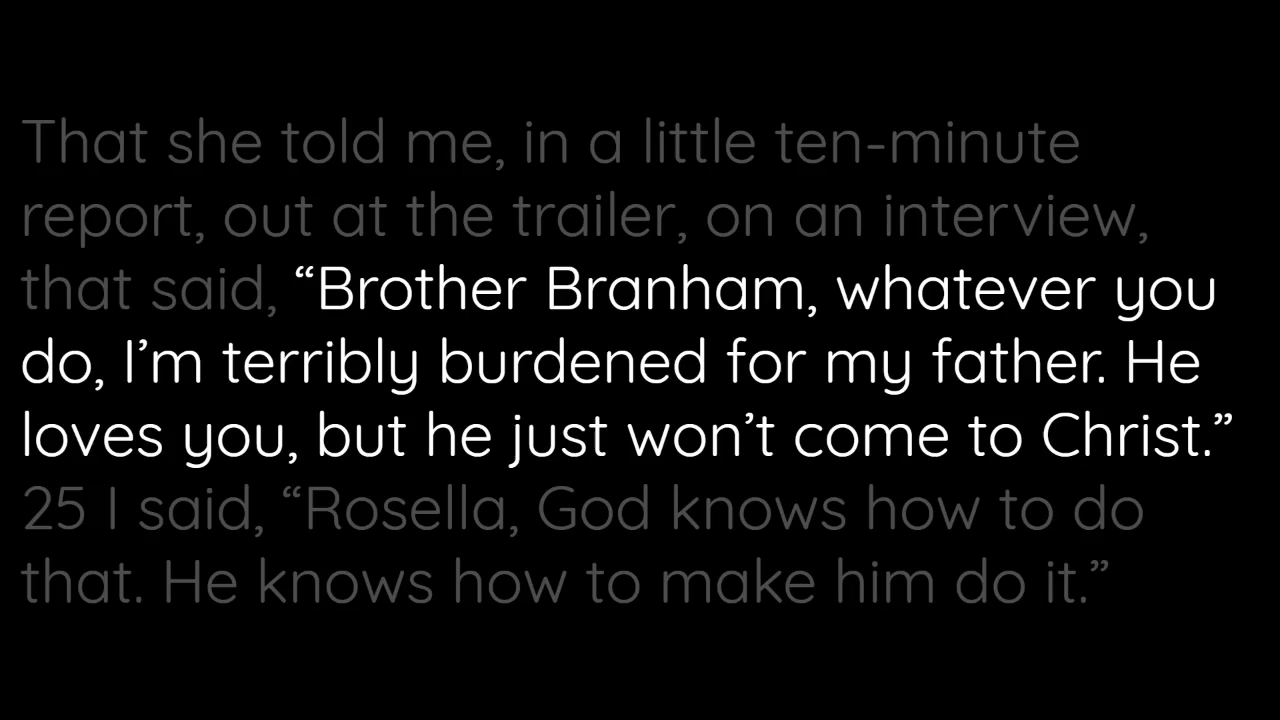 That she told me, in a little ten-minute
report, out at the trailer, on an interview,
that said, “Brother Branham, whatever you
do, I’m terribly burdened for my father. He
loves you, but he just won’t come to Christ.”
25 I said, “Rosella, God knows how to do
that. He knows how to make him do it.”